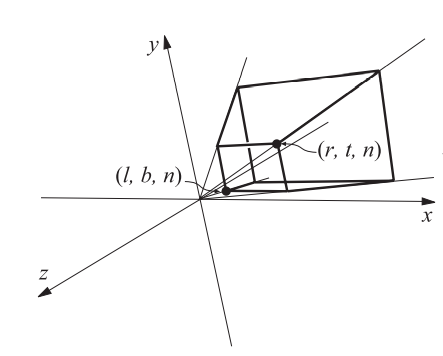 y
(r, t, n)
(l, b, n)
x
z